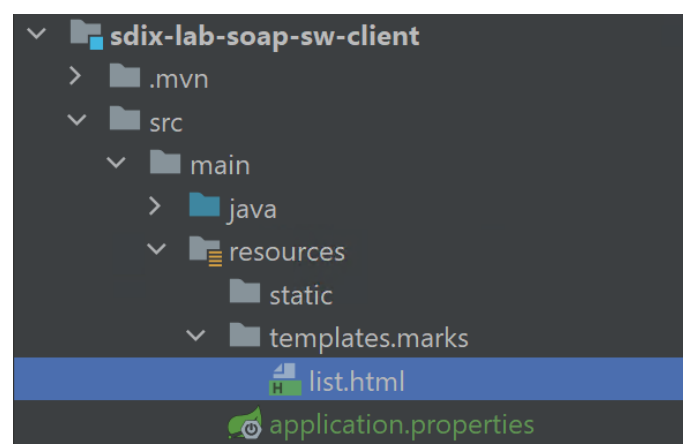 sdix-lab-soap-sw-client
.mvn
src
main
java
resources
static
templates.marks
H list.html
application.properties